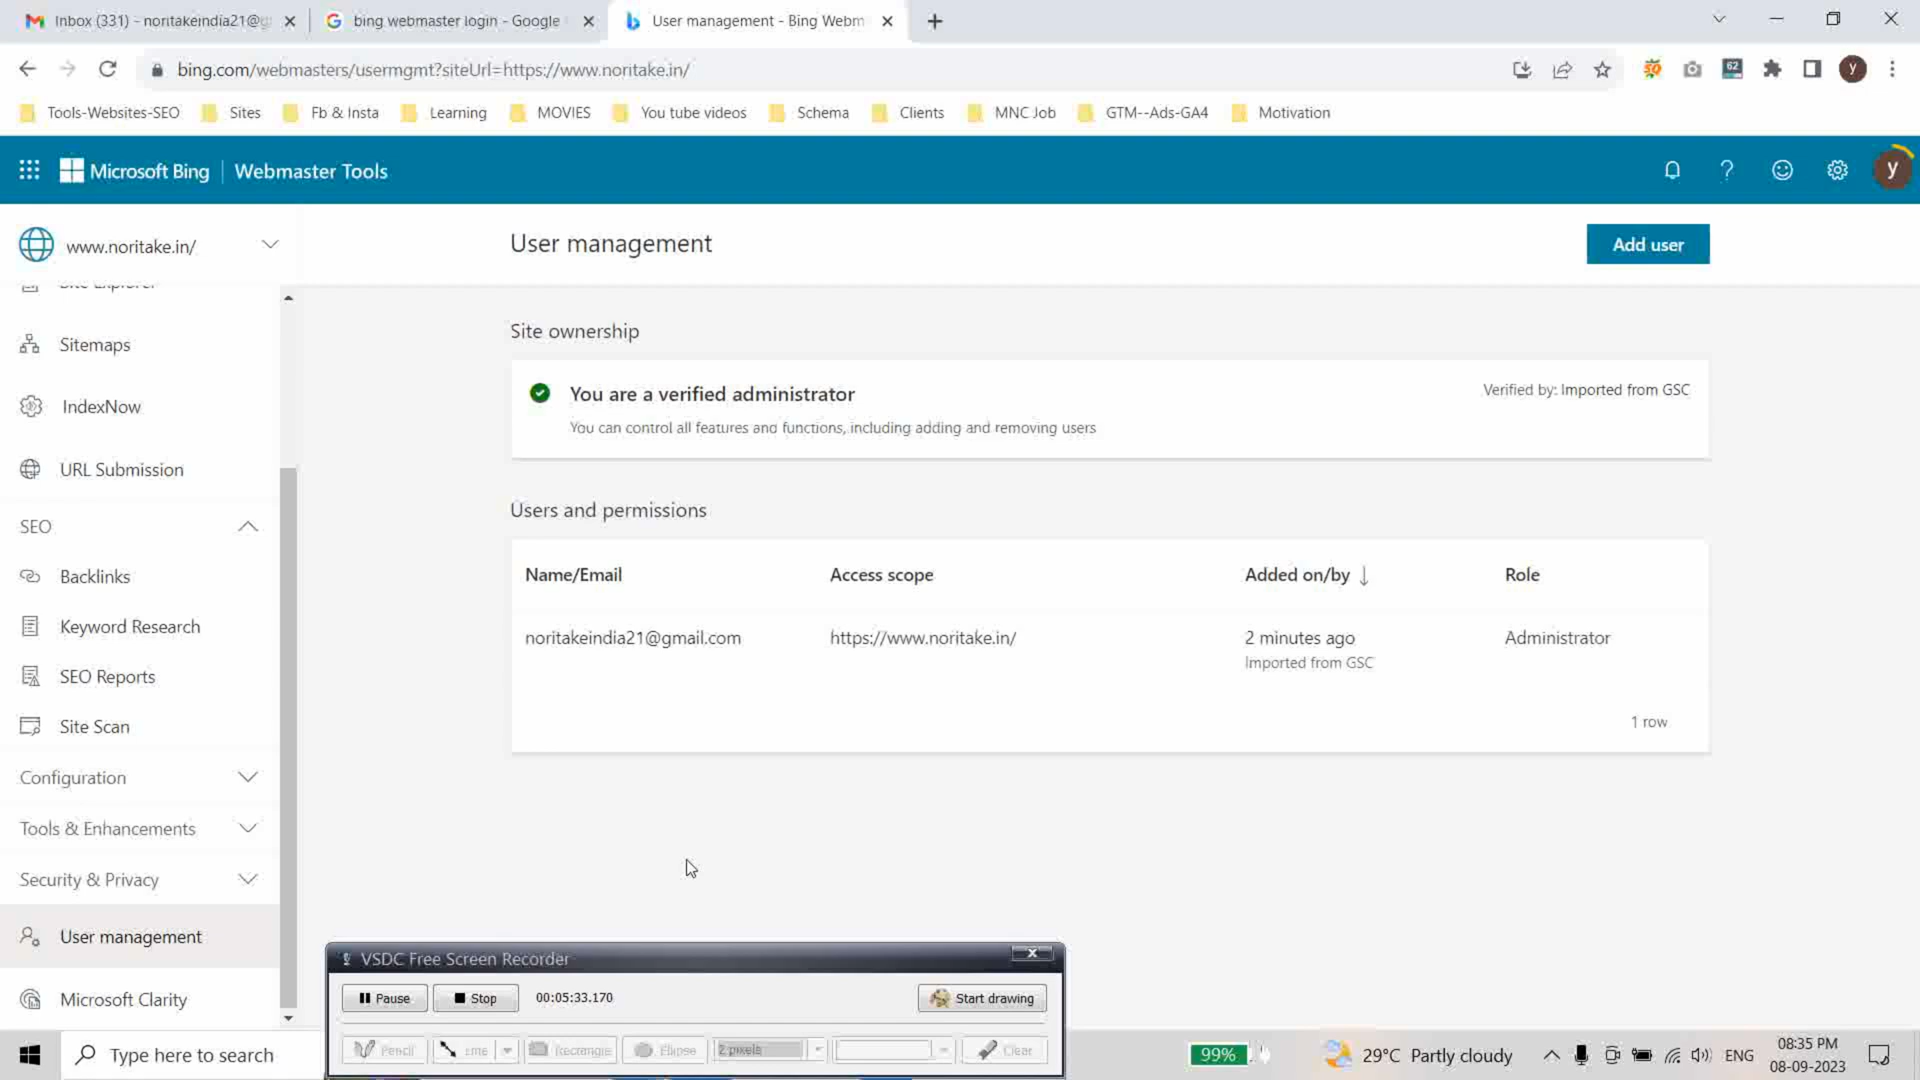 Inbox (331) - noritakeindia21@g
bing webmaster login - Google
User management - Bing Webm
bing.com/webmasters/usermgmt?siteUrl=https://www.noritake.in/
62
y
Tools-Websites-SEO
Sites
Fb & Insta
Learning
MOVIES
You tube videos
Schema
Clients
MNC Job
GTM--Ads-GA4
Motivation
Microsoft Bing
Webmaster Tools
y
www.noritake.in/
User management
Add user
Site Explorer
Sitemaps
IndexNow
URL Submission
SEO
Backlinks
Keyword Research
SEO Reports
Site Scan
Configuration
Tools & Enhancements
Security & Privacy
User management
Microsoft Clarity
Site ownership
You are a verified administrator
Verified by: Imported from GSC
You can control all features and functions, including adding and removing users
Users and permissions
Name/Email
Access scope
Added on/by
Role
noritakeindia21@gmail.com
https://www.noritake.in/
2 minutes ago
Administrator
Imported from GSC
1 row
VSDC Free Screen Recorder
Pause
Stop
00:05:33.170
Start drawing
Pencil
Line
Rectangle
Ellipse
2 pixels
Clear
Type here to search
99%
29°C Partly cloudy
ENG
08:35 PM
08-09-2023